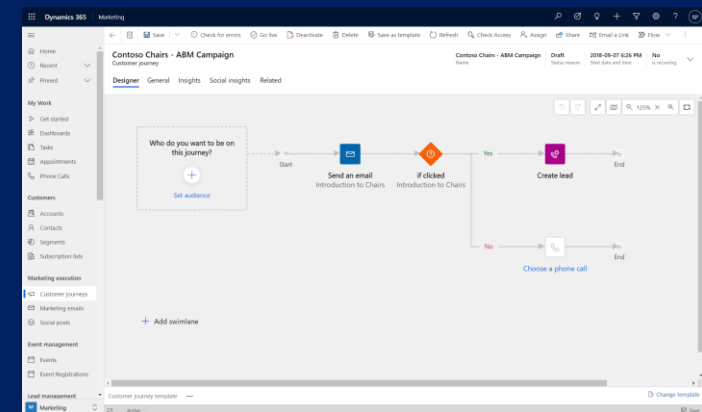 Dynamics 365 Marketing
Save Check for errors Go live Deactivate Delete Save as template Refresh Check Access Assign Share Email a Link Flow
Home
Recent
Pinned
My Work
Get started
Dashboards
Tasks
Appointments
Phone Calls
Customers
Accounts
Contacts
Segments
Subscription lists
Marketing execution
Customer journeys
Marketing emails
Social posts
Event management
Events
Event Registrations
Lead management
M Marketing
Contoso Chairs - ABM Campaign
Customer journey
Contoso Chairs - ABM Campaign Draft 2018-09-07 6:26 PM No
Name Status reason Start date and time Is recurring
Designer General Insights Social insights Related
125%
Who do you want to be on
this journey?
Set audience
Start
Send an email
Introduction to Chairs
if clicked
Introduction to Chairs
Yes
Create lead
End
No
Choose a phone call
End
+ Add swimlane
Customer journey template
Change template
Active
Save